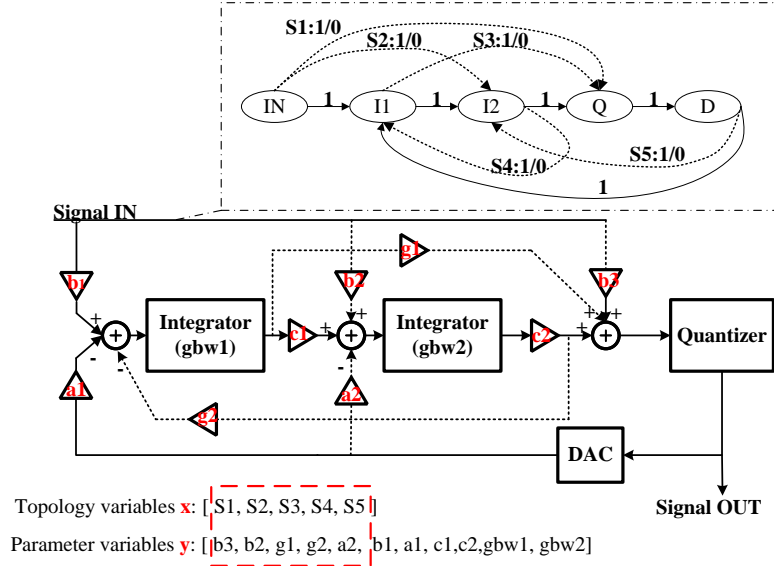 S1:1/0
S2:1/0 S3:1/0
IN 1 I1 1 I2 1 Q 1 D
S4:1/0 S5:1/0
1
Signal IN
g1
b1 b2 b3
+ + + + +
+ Integrator (gbw1) c1 + + Integrator (gbw2) c2 + Quantizer
- - -
a1 a2
g2
DAC
Signal OUT
Topology variables x: [ S1, S2, S3, S4, S5 ]
Parameter variables y: [ b3, b2, g1, g2, a2, b1, a1, c1,c2,gbw1, gbw2]